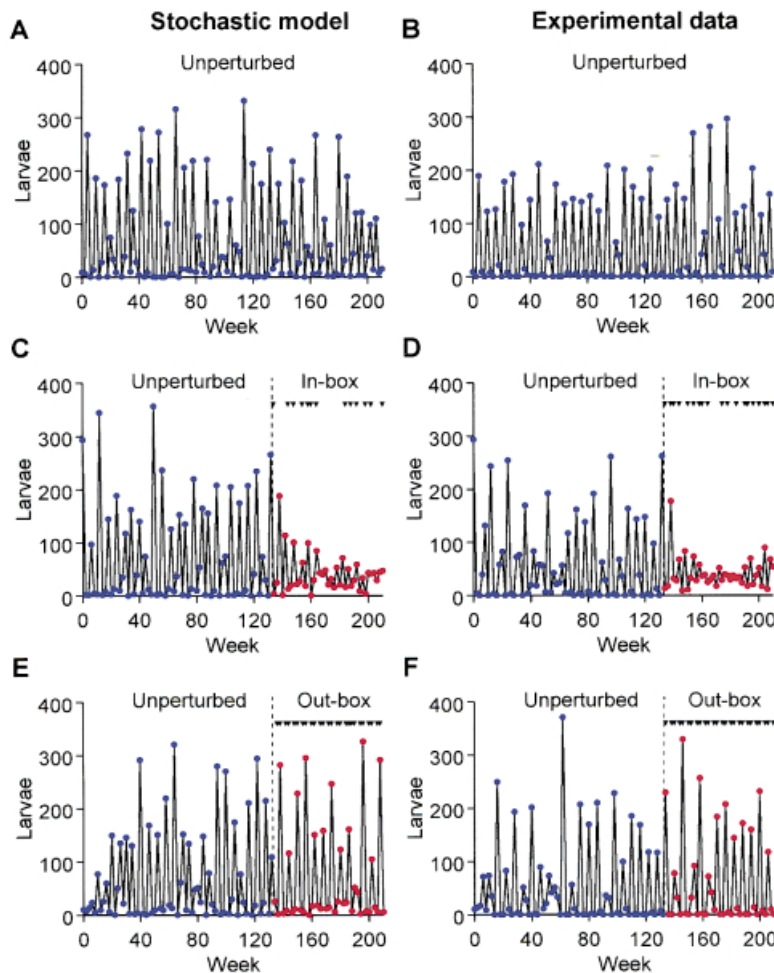 Stochastic model Experimental data
A B
Unperturbed Unperturbed
400 400
300 300
Larvae Larvae
200 200
100 100
0 0
0 40 80 120 160 200 0 40 80 120 160 200
Week Week
C D
Unperturbed In-box Unperturbed In-box
400 400
300 300
Larvae Larvae
200 200
100 100
0 0
0 40 80 120 160 200 0 40 80 120 160 200
Week Week
E F
Unperturbed Out-box Unperturbed Out-box
400 400
300 300
Larvae Larvae
200 200
100 100
0 0
0 40 80 120 160 200 0 40 80 120 160 200
Week Week